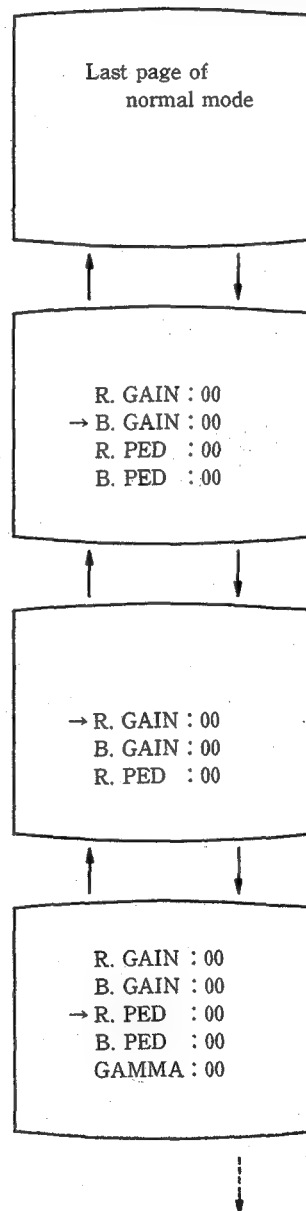 Last page of
normal mode
R. GAIN : 00
→ B. GAIN : 00
R. PED : 00
B. PED : 00
→ R. GAIN : 00
B. GAIN : 00
R. PED : 00
R. GAIN : 00
B. GAIN : 00
→ R. PED : 00
B. PED : 00
GAMMA : 00